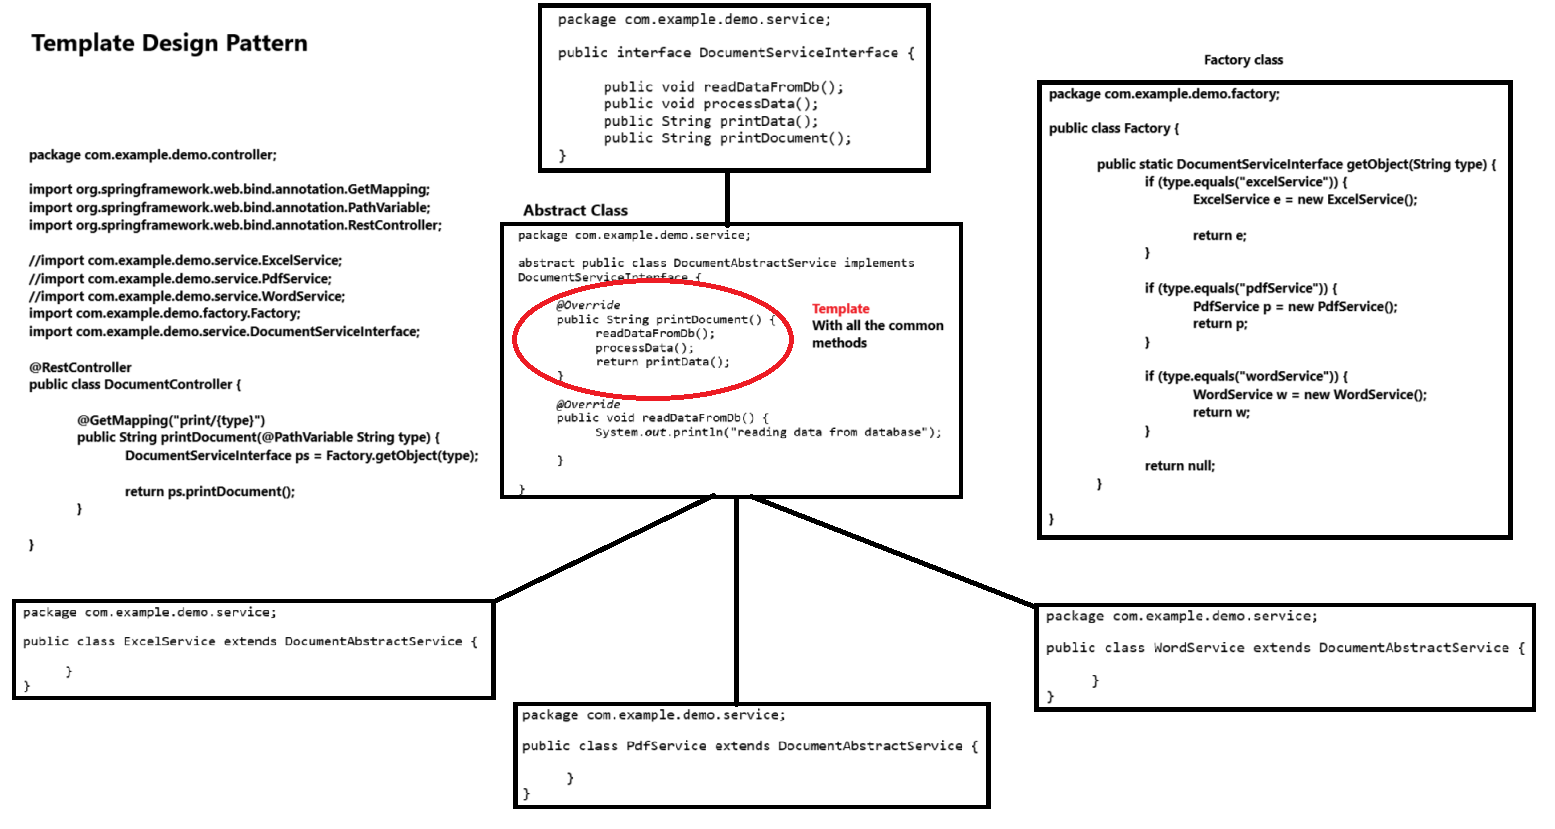 Template Design Pattern
package com.example.demo.controller;
import org.springframework.web.bind.annotation.GetMapping;
import org.springframework.web.bind.annotation.PathVariable;
import org.springframework.web.bind.annotation.RestController;
//import com.example.demo.service.ExcelService;
//import com.example.demo.service.PdfService;
//import com.example.demo.service.WordService;
import com.example.demo.factory.Factory;
import com.example.demo.service.DocumentServiceInterface;
@RestController
public class DocumentController {
@GetMapping("print/{type}")
public String printDocument(@PathVariable String type) {
DocumentServiceInterface ps = Factory.getObject(type);
return ps.printDocument();
}
}
package com.example.demo.service;
public interface DocumentServiceInterface {
public void readDataFromDb();
public void processData();
public String printData();
public String printDocument();
}
Abstract Class
package com.example.demo.service;
abstract public class DocumentAbstractService implements
DocumentServiceInterface {
@Override
public String printDocument() {
readDataFromDb();
processData();
return printData();
}
Template
With all the common
methods
@Override
public void readDataFromDb() {
System.out.println("reading data from database");
}
}
Factory class
package com.example.demo.factory;
public class Factory {
public static DocumentServiceInterface getObject(String type) {
if (type.equals("excelService")) {
ExcelService e = new ExcelService();
return e;
}
if (type.equals("pdfService")) {
PdfService p = new PdfService();
return p;
}
if (type.equals("wordService")) {
WordService w = new WordService();
return w;
}
return null;
}
}
package com.example.demo.service;
public class ExcelService extends DocumentAbstractService {
}
}
package com.example.demo.service;
public class PdfService extends DocumentAbstractService {
}
}
package com.example.demo.service;
public class WordService extends DocumentAbstractService {
}
}